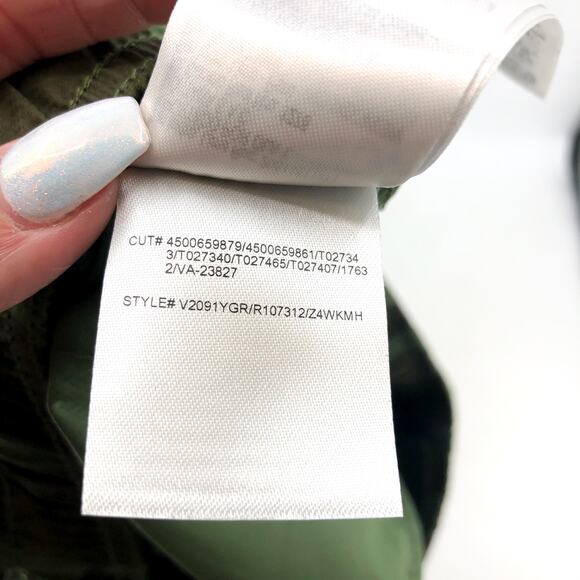 CUT# 4500659879/4500659861/T02734
3/T027340/T027465/T027407/1763
2/VA-23827
STYLE# V2091YGR/R107312/Z4WKMH